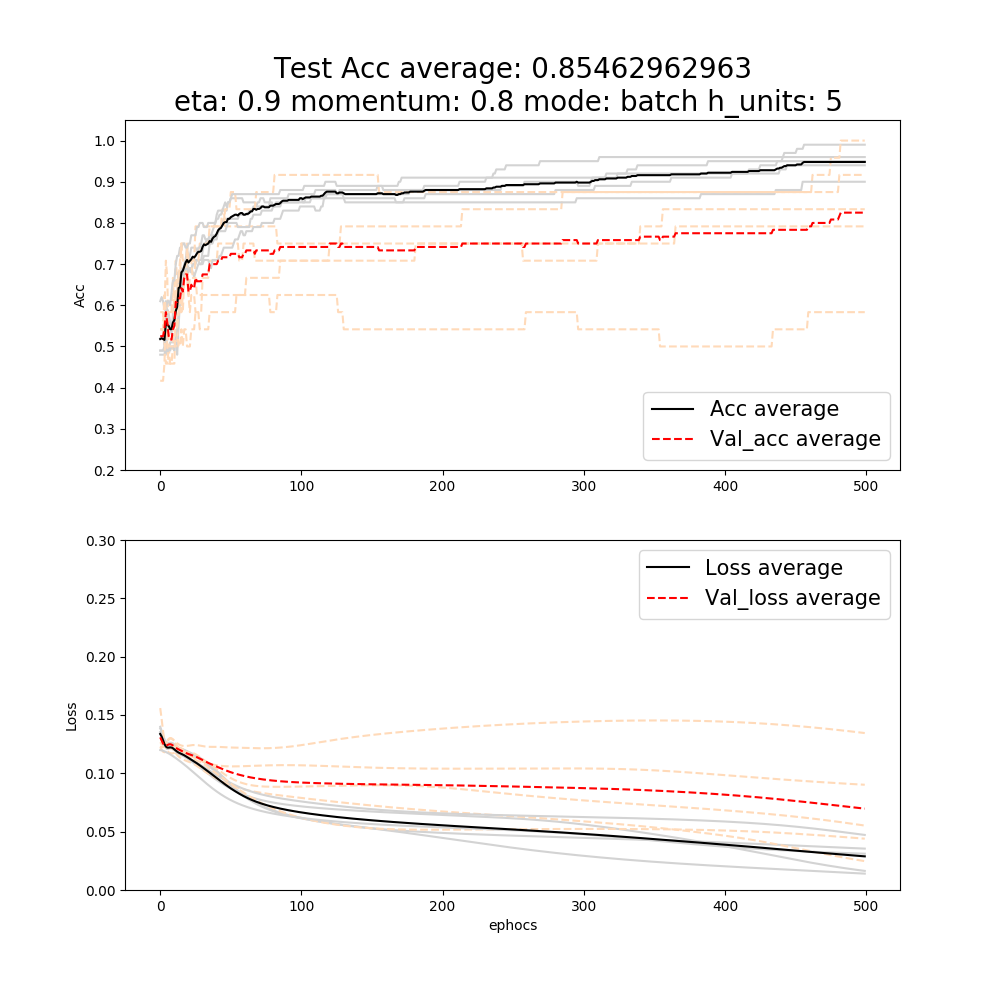 Test Acc average: 0.85462962963
eta: 0.9 momentum: 0.8 mode: batch h_units: 5
1.0
0.9
0.8
0.7
0.6
0.5
0.4
0.3
0.2
Acc
Acc average
Val_acc average
0 100 200 300 400 500
0.30
0.25
0.20
0.15
0.10
0.05
0.00
Loss
Loss average
Val_loss average
0 100 200 300 400 500
ephocs